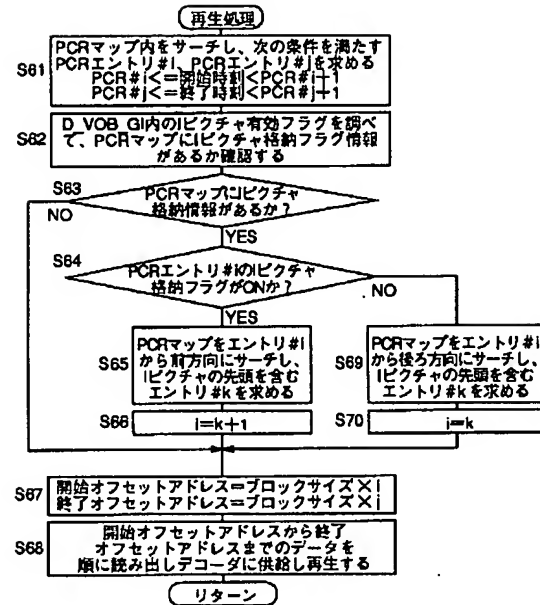 再生処理
S61
PCRマップ内をサーチし、次の条件を満たす
PCRエントリ#i、PCRエントリ#jを求める
PCR#i<=開始時刻<PCR#i+1
PCR#j<=終了時刻<PCR#j+1
S62
D_VOB_GI内のIピクチャ有効フラグを調べ
て、PCRマップにIピクチャ格納フラグ情報
があるか確認する
S63
PCRマップにIピクチャ
格納情報があるか？
NO
YES
S64
PCRエントリ#iのIピクチャ
格納フラグがONか？
NO
YES
S65
PCRマップをエントリ#i
から前方向にサーチし、
Iピクチャの先頭を含む
エントリ#kを求める
S69
PCRマップをエントリ#i
から後ろ方向にサーチし、
Iピクチャの先頭を含む
エントリ#kを求める
S66
i=k+1
S70
j=k
S67
開始オフセットアドレス=ブロックサイズ×i
終了オフセットアドレス=ブロックサイズ×j
S68
開始オフセットアドレスから終了
オフセットアドレスまでのデータを
順に読み出しデコーダに供給し再生する
リターン